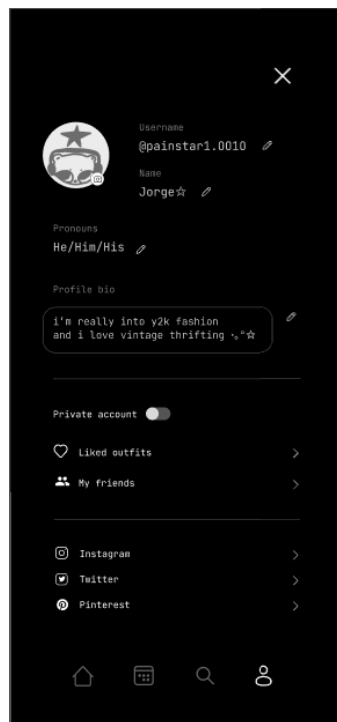 Username
@painstar1.0010
Name
Jorge☆
Pronouns
He/Him/His
Profile bio
i'm really into y2k fashion
and i love vintage thrifting ⋆｡°☆
Private account
Liked outfits
My friends
Instagram
Twitter
Pinterest